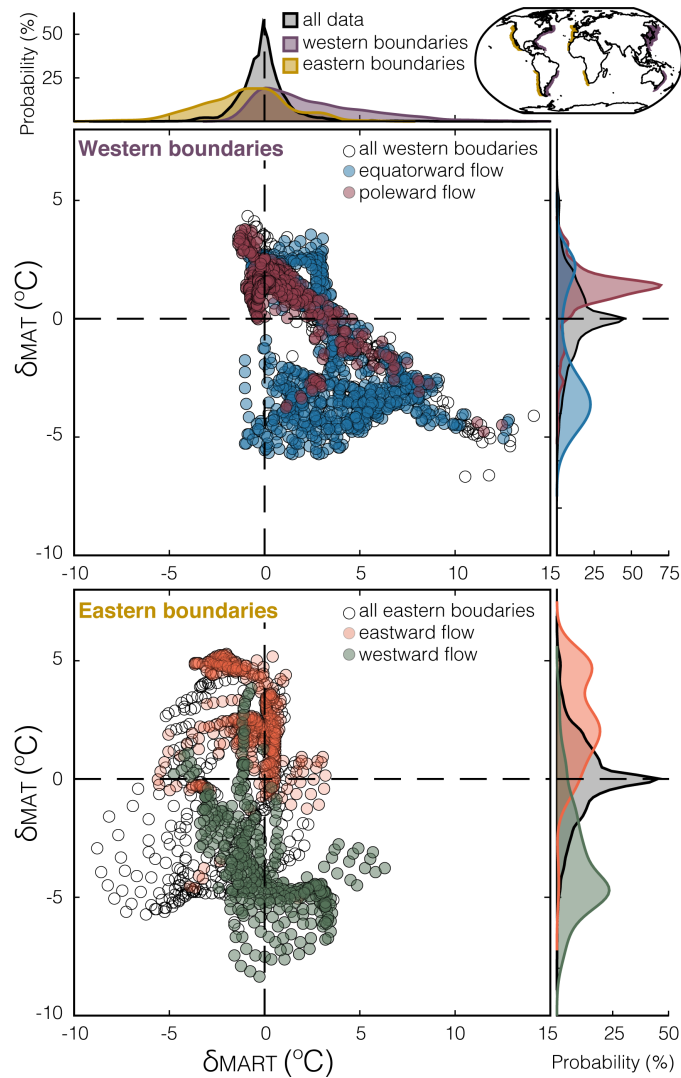 Probability (%)
50
25
all data
western boundaries
eastern boundaries
Western boundaries
all western boudaries
equatorward flow
poleward flow
δMAT (°C)
5
0
-5
-10
-10
-5
0
5
10
15
25
50
75
Eastern boundaries
all eastern boudaries
eastward flow
westward flow
δMAT (°C)
5
0
-5
-10
-10
-5
0
5
10
15
25
50
δMART (°C)
Probability (%)